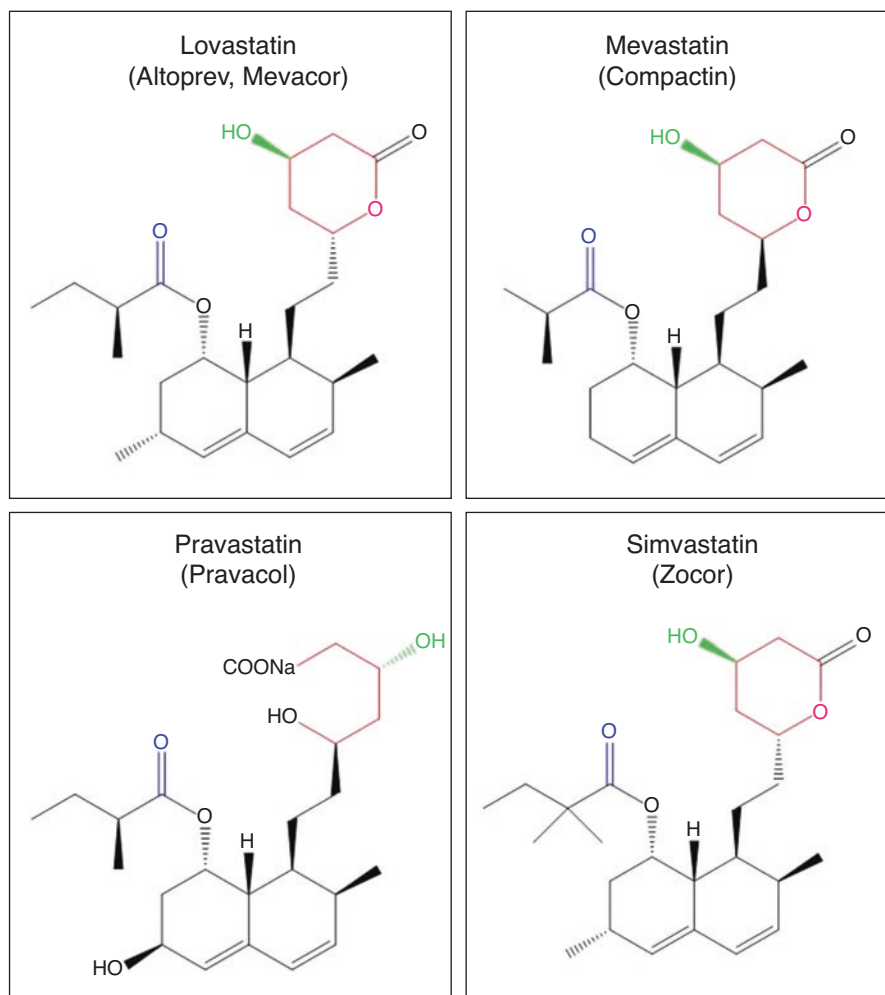 Lovastatin
(Altoprev, Mevacor)
HO
O
O
O
O
H
Mevastatin
(Compactin)
HO
O
O
O
O
H
Pravastatin
(Pravacol)
OH
COONa
HO
O
O
H
HO
Simvastatin
(Zocor)
HO
O
O
O
O
H